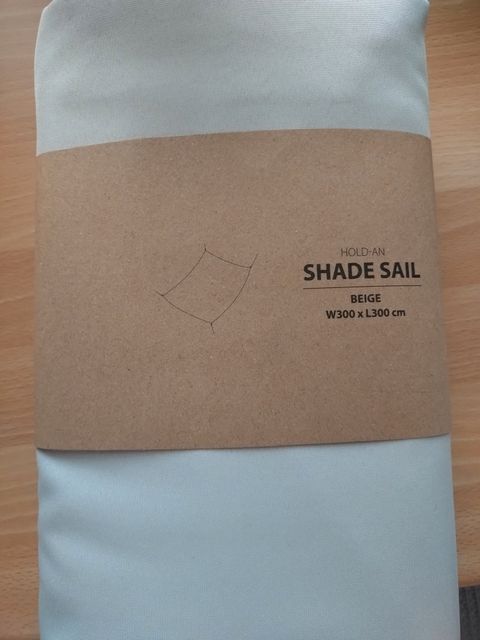 HOLD-AN
SHADE SAIL
BEIGE
W300 x L300 cm